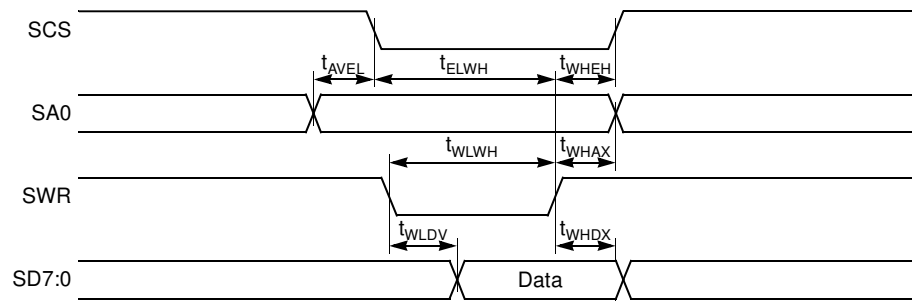 SCS
tAVEL tELWH tWHEH
SA0
tWLWH tWHAX
SWR
tWLDV tWHDX
SD7:0 Data